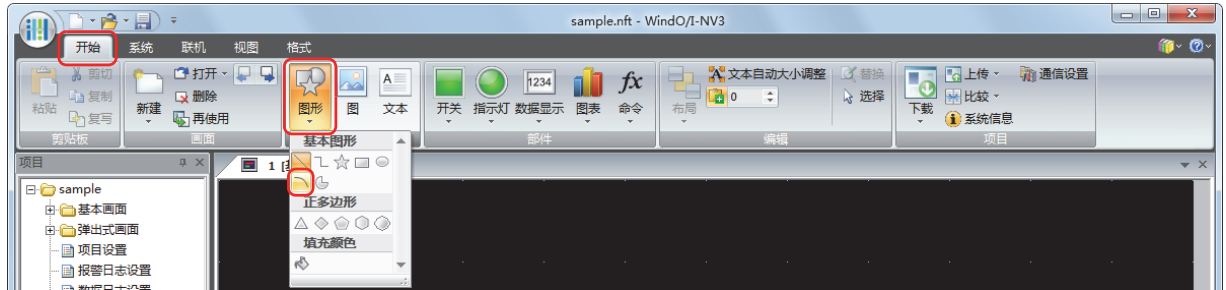 sample.nft - WindO/I-NV3
开始 系统 联机 视图 格式
粘贴 剪切 复制 复写
剪贴板
新建 打开 删除 再使用
画面
图形 图 文本
开关 指示灯 1234 数据显示 图表 fx 命令
部件
布局 A 文本自动大小调整 0 替换 选择
编辑
下载 上传 比较 系统信息 通信设置
项目
基本图形
正多边形
填充颜色
项目
1
sample
基本画面
弹出式画面
项目设置
报警日志设置
数据日志设置